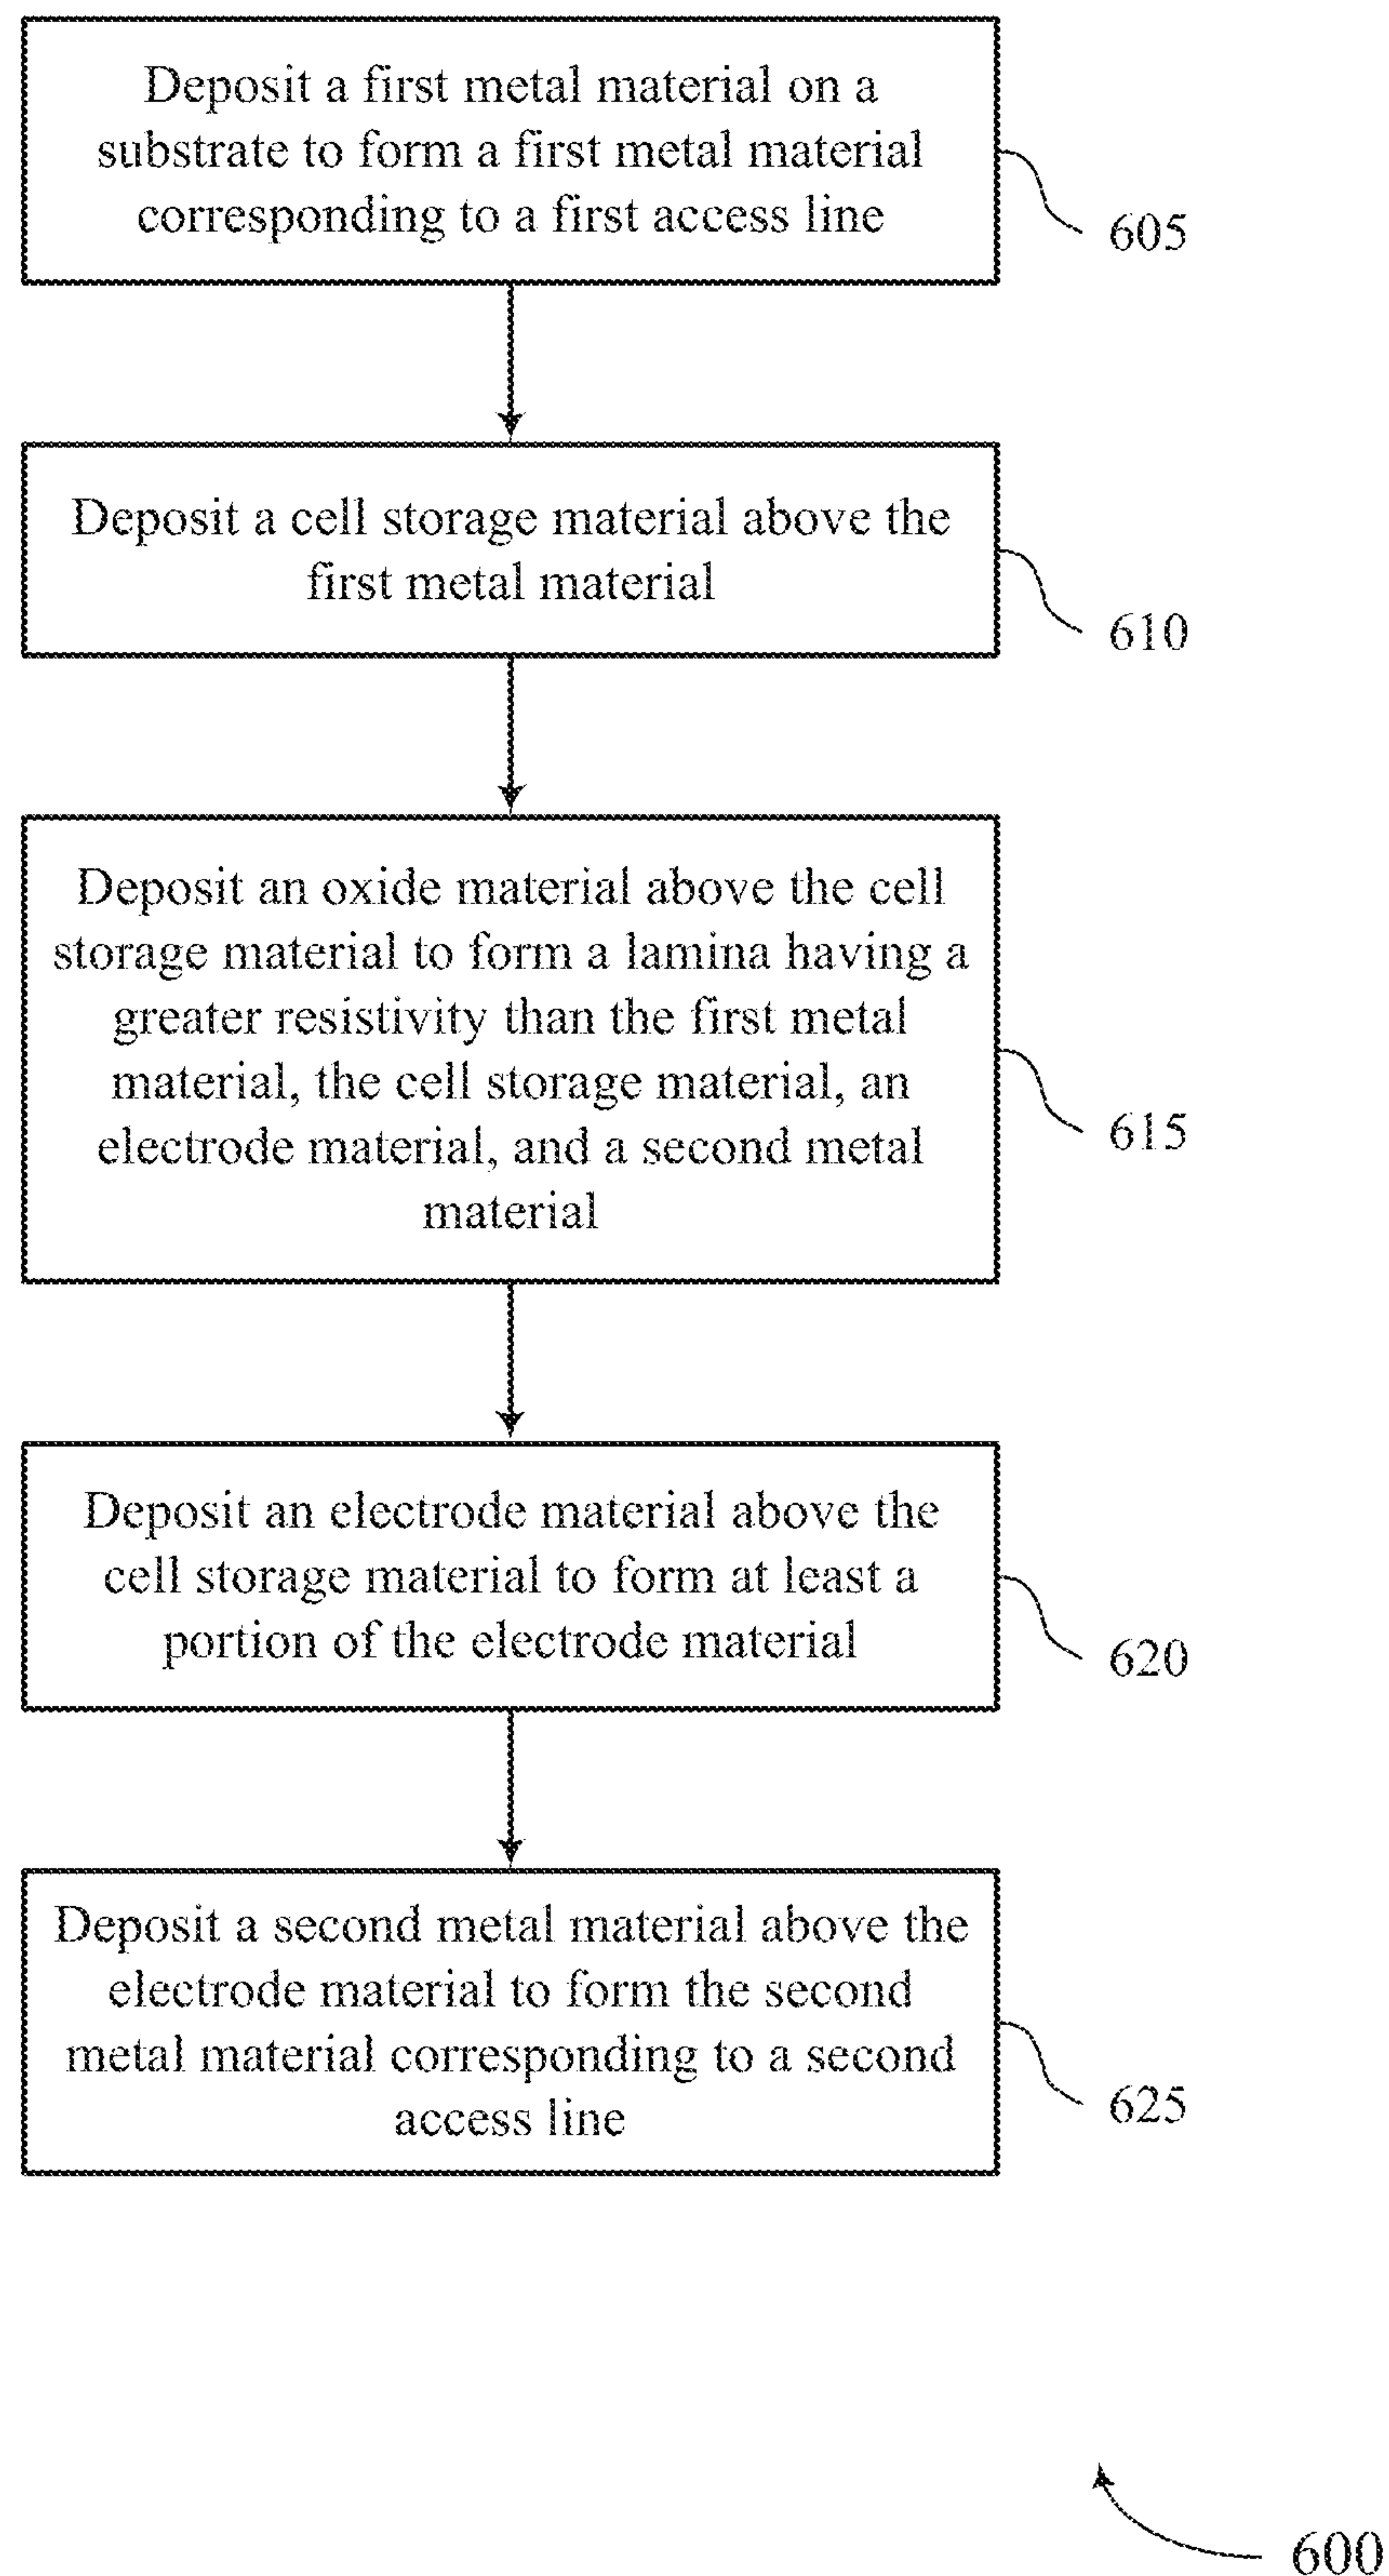 Deposit a first metal material on a
substrate to form a first metal material
corresponding to a first access line
605
Deposit a cell storage material above the
first metal material
610
Deposit an oxide material above the cell
storage material to form a lamina having a
greater resistivity than the first metal
material, the cell storage material, an
electrode material, and a second metal
material
615
Deposit an electrode material above the
cell storage material to form at least a
portion of the electrode material
620
Deposit a second metal material above the
electrode material to form the second
metal material corresponding to a second
access line
625
600